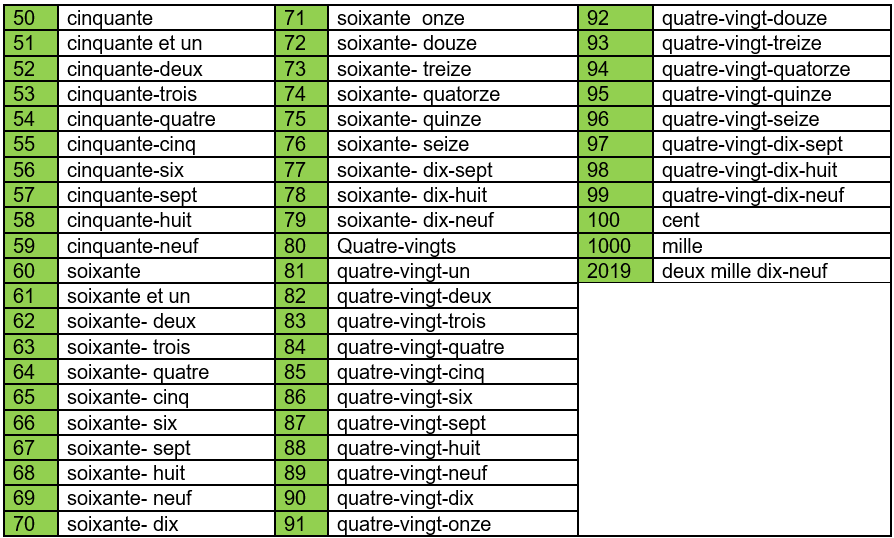 50 cinquante
51 cinquante et un
52 cinquante-deux
53 cinquante-trois
54 cinquante-quatre
55 cinquante-cinq
56 cinquante-six
57 cinquante-sept
58 cinquante-huit
59 cinquante-neuf
60 soixante
61 soixante et un
62 soixante- deux
63 soixante- trois
64 soixante- quatre
65 soixante- cinq
66 soixante- six
67 soixante- sept
68 soixante- huit
69 soixante- neuf
70 soixante- dix
71 soixante  onze
72 soixante- douze
73 soixante- treize
74 soixante- quatorze
75 soixante- quinze
76 soixante- seize
77 soixante- dix-sept
78 soixante- dix-huit
79 soixante- dix-neuf
80 Quatre-vingts
81 quatre-vingt-un
82 quatre-vingt-deux
83 quatre-vingt-trois
84 quatre-vingt-quatre
85 quatre-vingt-cinq
86 quatre-vingt-six
87 quatre-vingt-sept
88 quatre-vingt-huit
89 quatre-vingt-neuf
90 quatre-vingt-dix
91 quatre-vingt-onze
92 quatre-vingt-douze
93 quatre-vingt-treize
94 quatre-vingt-quatorze
95 quatre-vingt-quinze
96 quatre-vingt-seize
97 quatre-vingt-dix-sept
98 quatre-vingt-dix-huit
99 quatre-vingt-dix-neuf
100 cent
1000 mille
2019 deux mille dix-neuf